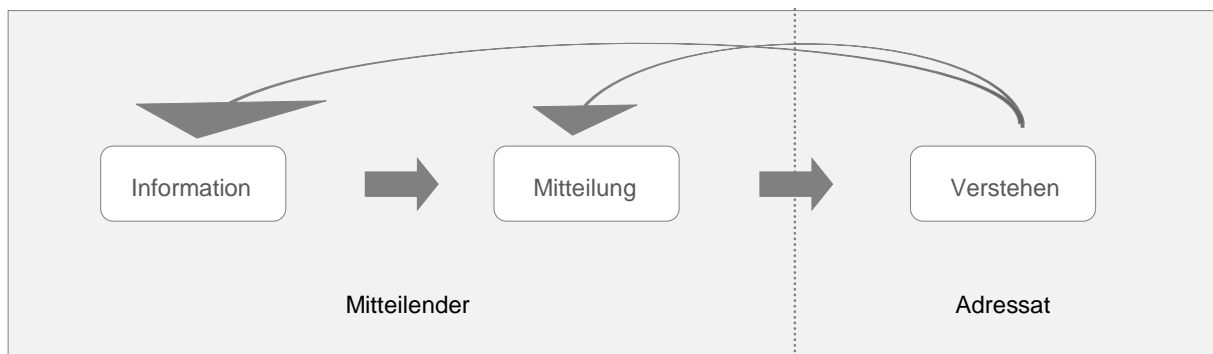 Information
Mitteilung
Verstehen
Mitteilender
Adressat